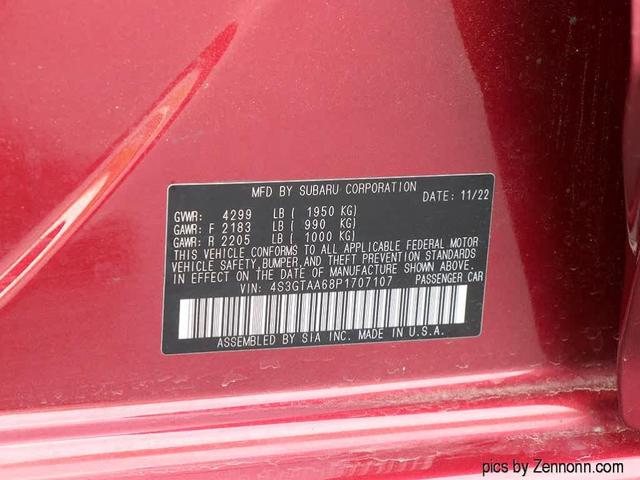 MFD BY SUBARU CORPORATION DATE: 11/22
GVWR: 4299 LB ( 1950 KG)
GAWR: F 2183 LB ( 990 KG)
GAWR: R 2205 LB ( 1000 KG)
THIS VEHICLE CONFORMS TO ALL APPLICABLE FEDERAL MOTOR
VEHICLE SAFETY,BUMPER,AND THEFT PREVENTION STANDARDS
IN EFFECT ON THE DATE OF MANUFACTURE SHOWN ABOVE.
VIN: 4S3GTAA68P1707107 PASSENGER CAR
ASSEMBLED BY SIA INC. MADE IN U.S.A.
pics by Zennonn.com